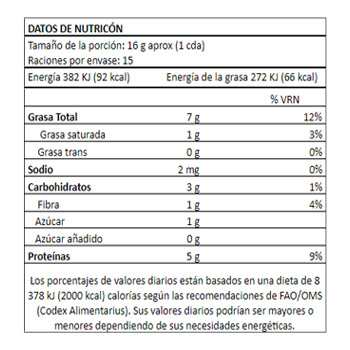 DATOS DE NUTRICÓN
Tamaño de la porción: 16 g aprox (1 cda)
Raciones por envase: 15
Energía 382 KJ (92 kcal) Energía de la grasa 272 KJ (66 kcal)
% VRN
Grasa Total 7 g 12%
Grasa saturada 1 g 3%
Grasa trans 0 g 0%
Sodio 2 mg 0%
Carbohidratos 3 g 1%
Fibra 1 g 4%
Azúcar 1 g
Azúcar añadido 0 g
Proteínas 5 g 9%
Los porcentajes de valores diarios están basados en una dieta de 8
378 kJ (2000 kcal) calorías según las recomendaciones de FAO/OMS
(Codex Alimentarius). Sus valores diarios podrían ser mayores o
menores dependiendo de sus necesidades energéticas.